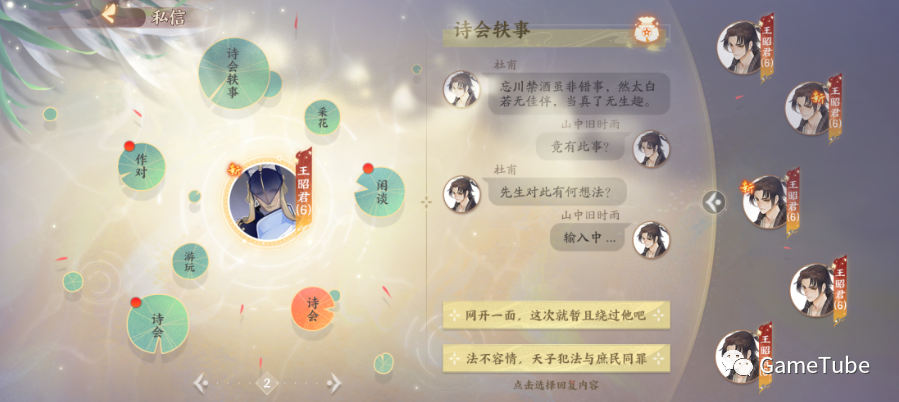 私信
诗会轶事
采花
作对
新
王昭君(6)
闲谈
游玩
诗会
诗会
2
诗会轶事
杜甫
忘川禁酒虽非错事，然太白
若无佳伴，当真了无生趣。
山中旧时雨
竟有此事？
杜甫
先生对此有何想法？
山中旧时雨
输入中 ...
网开一面，这次就暂且绕过他吧
法不容情，天子犯法与庶民同罪
点击选择回复内容
王昭君(6)
新
王昭君(6)
新
王昭君(6)
王昭君(6)
王昭君(6)
GameTube